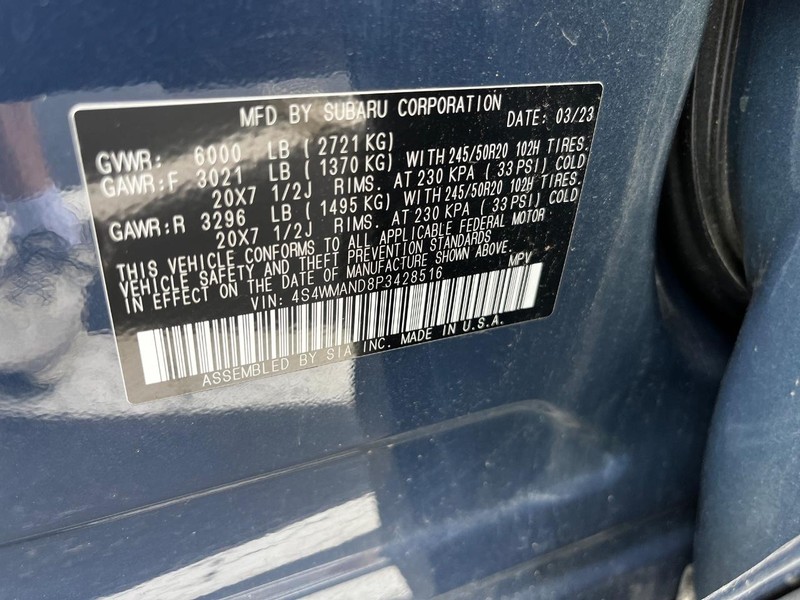 MFD BY SUBARU CORPORATION DATE: 03/23
GVWR: 6000 LB ( 2721 KG)
GAWR:F 3021 LB ( 1370 KG) WITH 245/50R20 102H TIRES.
20X7 1/2J RIMS. AT 230 KPA ( 33 PSI) COLD
GAWR:R 3296 LB ( 1495 KG) WITH 245/50R20 102H TIRES.
20X7 1/2J RIMS. AT 230 KPA ( 33 PSI) COLD
THIS VEHICLE CONFORMS TO ALL APPLICABLE FEDERAL MOTOR
VEHICLE SAFETY AND THEFT PREVENTION STANDARDS
IN EFFECT ON THE DATE OF MANUFACTURE SHOWN ABOVE.
VIN: 4S4WMAND8P3428516 MPV
ASSEMBLED BY SIA, INC. MADE IN U.S.A.